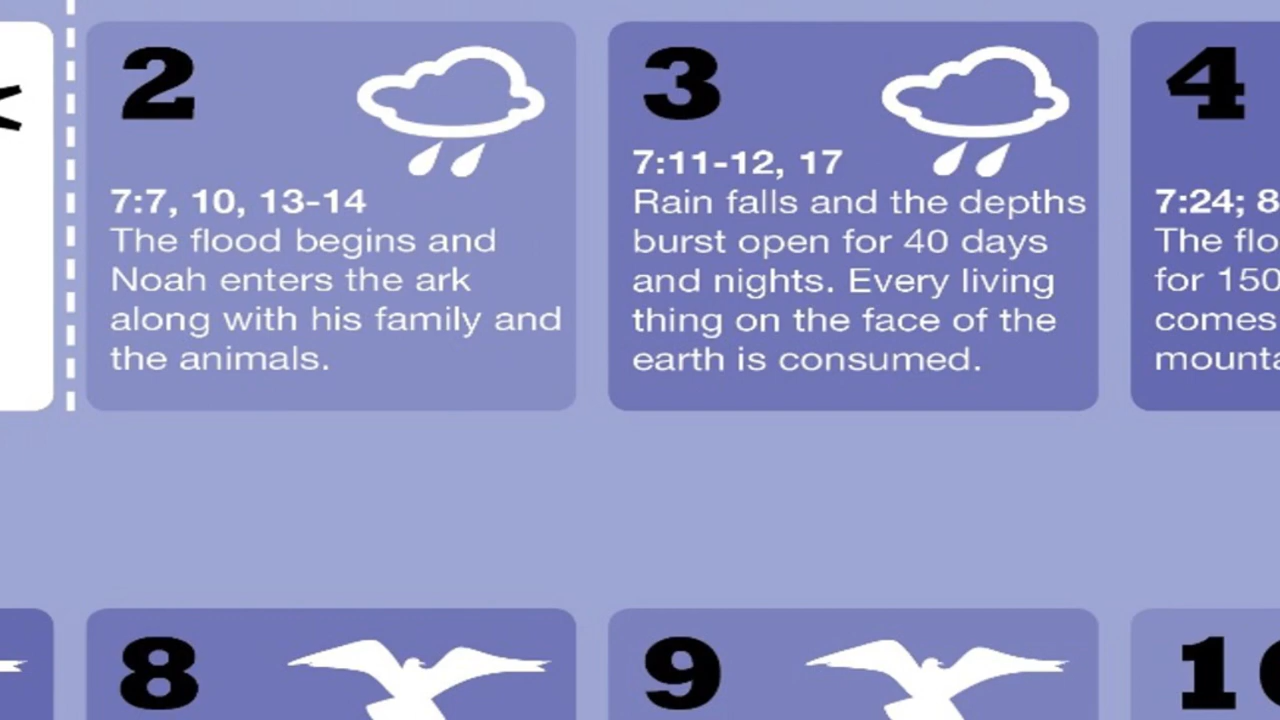 2
7:7, 10, 13-14
The flood begins and
Noah enters the ark
along with his family and
the animals.
3
7:11-12, 17
Rain falls and the depths
burst open for 40 days
and nights. Every living
thing on the face of the
earth is consumed.
4
7:24; 8
The flo
for 150
comes
mounta
8
9
10